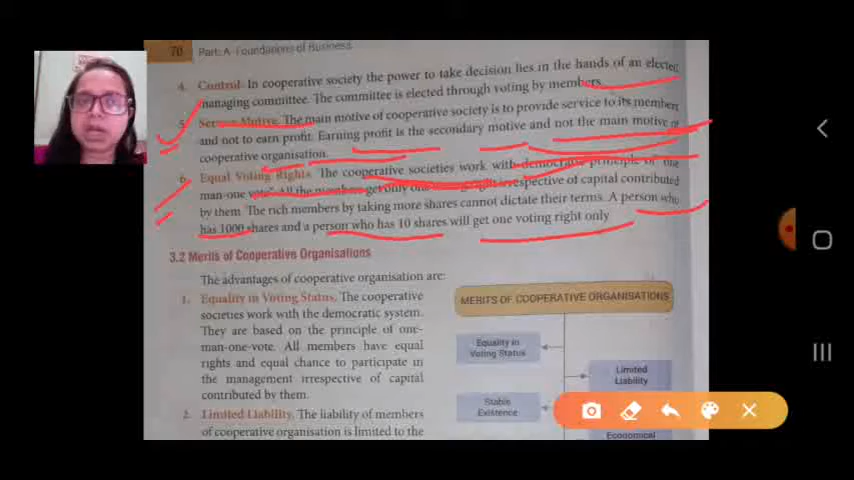 70 Part: A-Foundations of Business
4. Control. In cooperative society the power to take decision lies in the hands of an elected
managing committee. The committee is elected through voting by members.
5. Service Motive. The main motive of cooperative society is to provide service to its members
and not to earn profit. Earning profit is the secondary motive and not the main motive of
cooperative organisation.
6. Equal Voting Rights. The cooperative societies work with democratic principle of "one
man-one vote". All the members get only one irrespective of capital contributed
by them. The rich members by taking more shares cannot dictate their terms. A person who
has 1000 shares and a person who has 10 shares will get one voting right only
3.2 Merits of Cooperative Organisations
The advantages of cooperative organisation are:
1. Equality in Voting Status. The cooperative
societies work with the democratic system.
They are based on the principle of one-
man-one-vote. All members have equal
rights and equal chance to participate in
the management irrespective of capital
contributed by them.
2. Limited Liability. The liability of members
of cooperative organisation is limited to the
MERITS OF COOPERATIVE ORGANISATIONS
Equality in
Voting Status
Limited
Liability
Stable
Existence
Economical